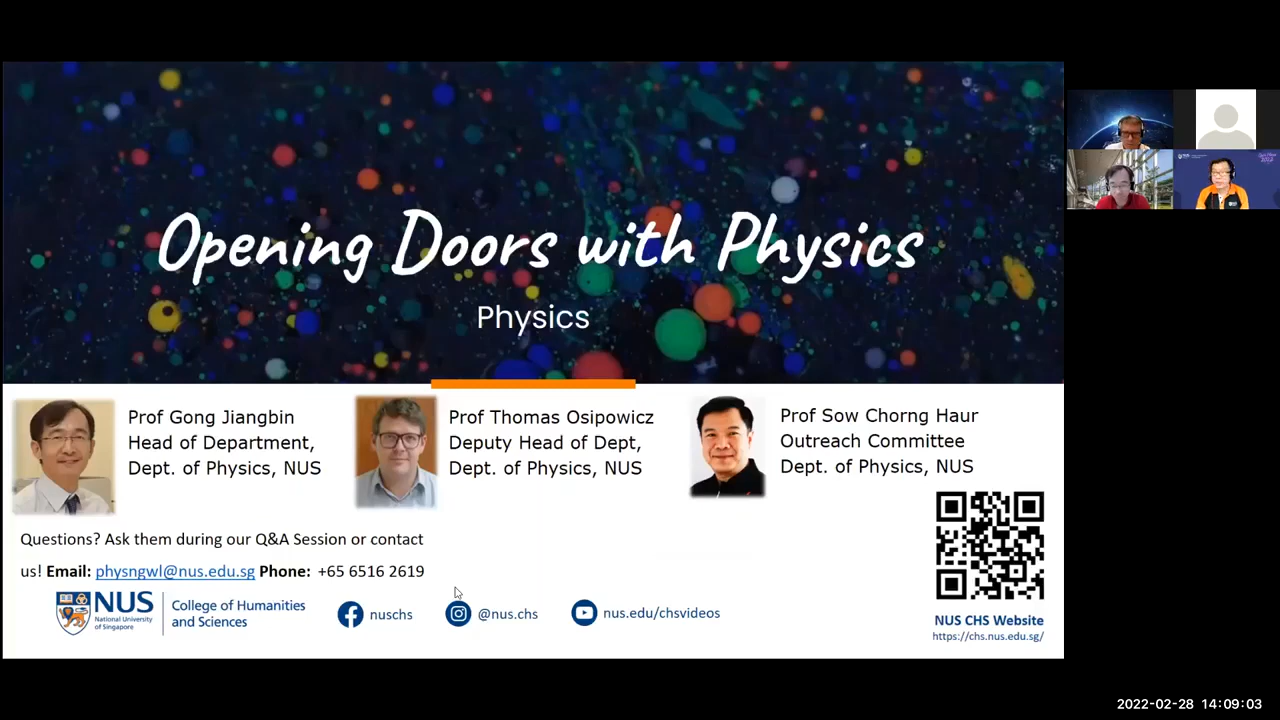 Opening Doors with Physics
Physics
Prof Gong Jiangbin
Head of Department,
Dept. of Physics, NUS
Prof Thomas Osipowicz
Deputy Head of Dept,
Dept. of Physics, NUS
Prof Sow Chorng Haur
Outreach Committee
Dept. of Physics, NUS
Questions? Ask them during our Q&A Session or contact
us! Email: physngwl@nus.edu.sg Phone: +65 6516 2619
NUS
National University
of Singapore
College of Humanities
and Sciences
nuschs
@nus.chs
nus.edu/chsvideos
NUS CHS Website
https://chs.nus.edu.sg/
2022-02-28 14:09:03